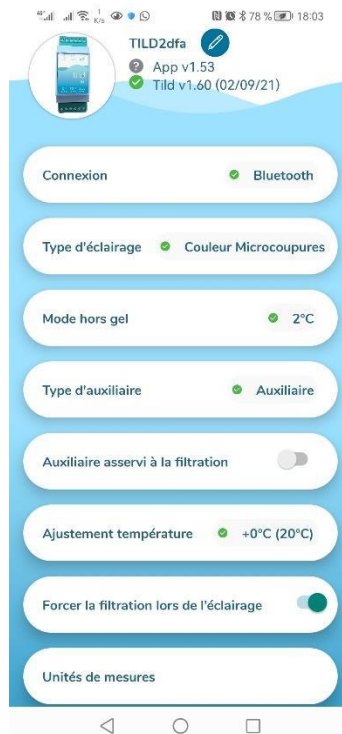 4G 1 K/s 78 % 18:03
TILD2dfa
App v1.53
Tild v1.60 (02/09/21)
Connexion Bluetooth
Type d'éclairage Couleur Microcoupures
Mode hors gel 2°C
Type d'auxiliaire Auxiliaire
Auxiliaire asservi à la filtration
Ajustement température +0°C (20°C)
Forcer la filtration lors de l'éclairage
Unités de mesures